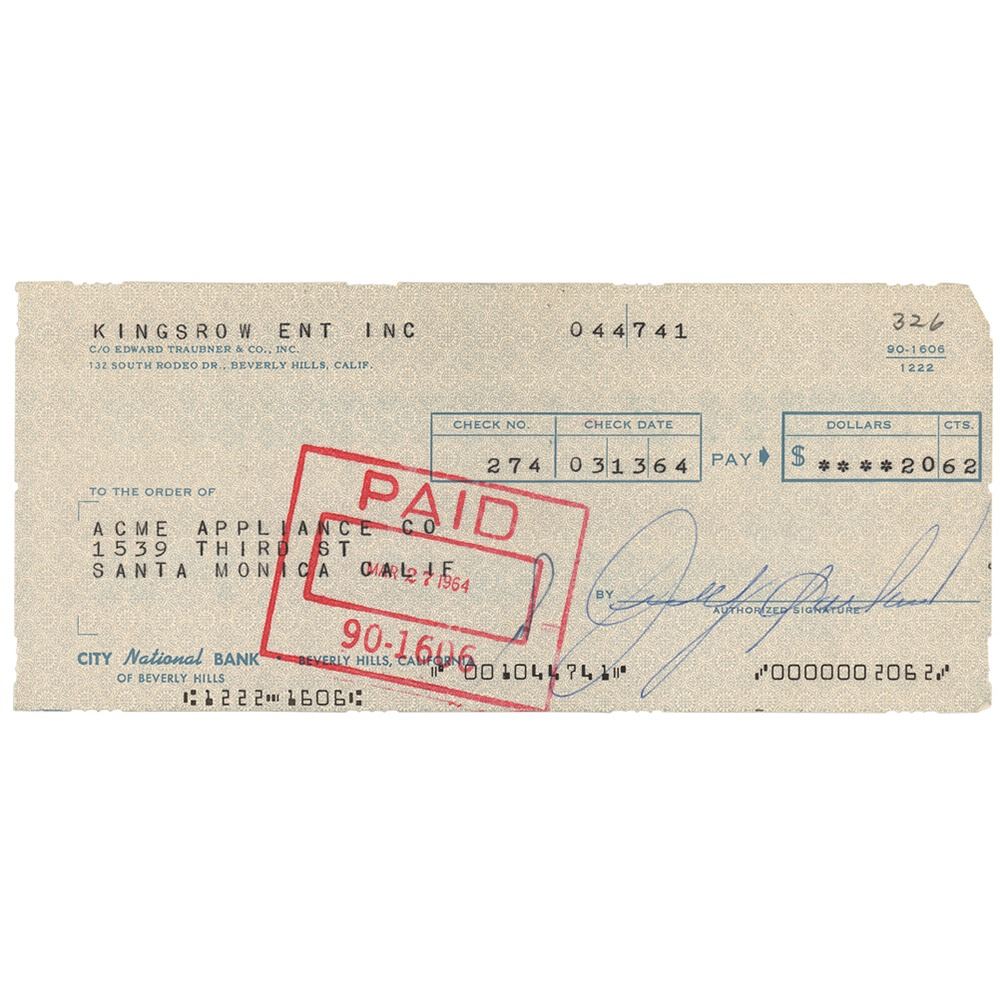 KINGSROW ENT INC 044741 326
C/O EDWARD TRAUBNER & CO., INC. 90-1606
132 SOUTH RODEO DR., BEVERLY HILLS, CALIF. 1222
CHECK NO. CHECK DATE DOLLARS CTS.
274 031364 PAY $ ****2062
TO THE ORDER OF
PAID
ACME APPLIANCE CO
1539 THIRD ST
SANTA MONICA CALIF
MAR 27 1964
BY Judy Garland
AUTHORIZED SIGNATURE
90-1606
CITY National BANK • BEVERLY HILLS, CALIFORNIA
OF BEVERLY HILLS
⑈001044741⑈ ⑈0000002062⑈
⑆1222⑉1606⑆